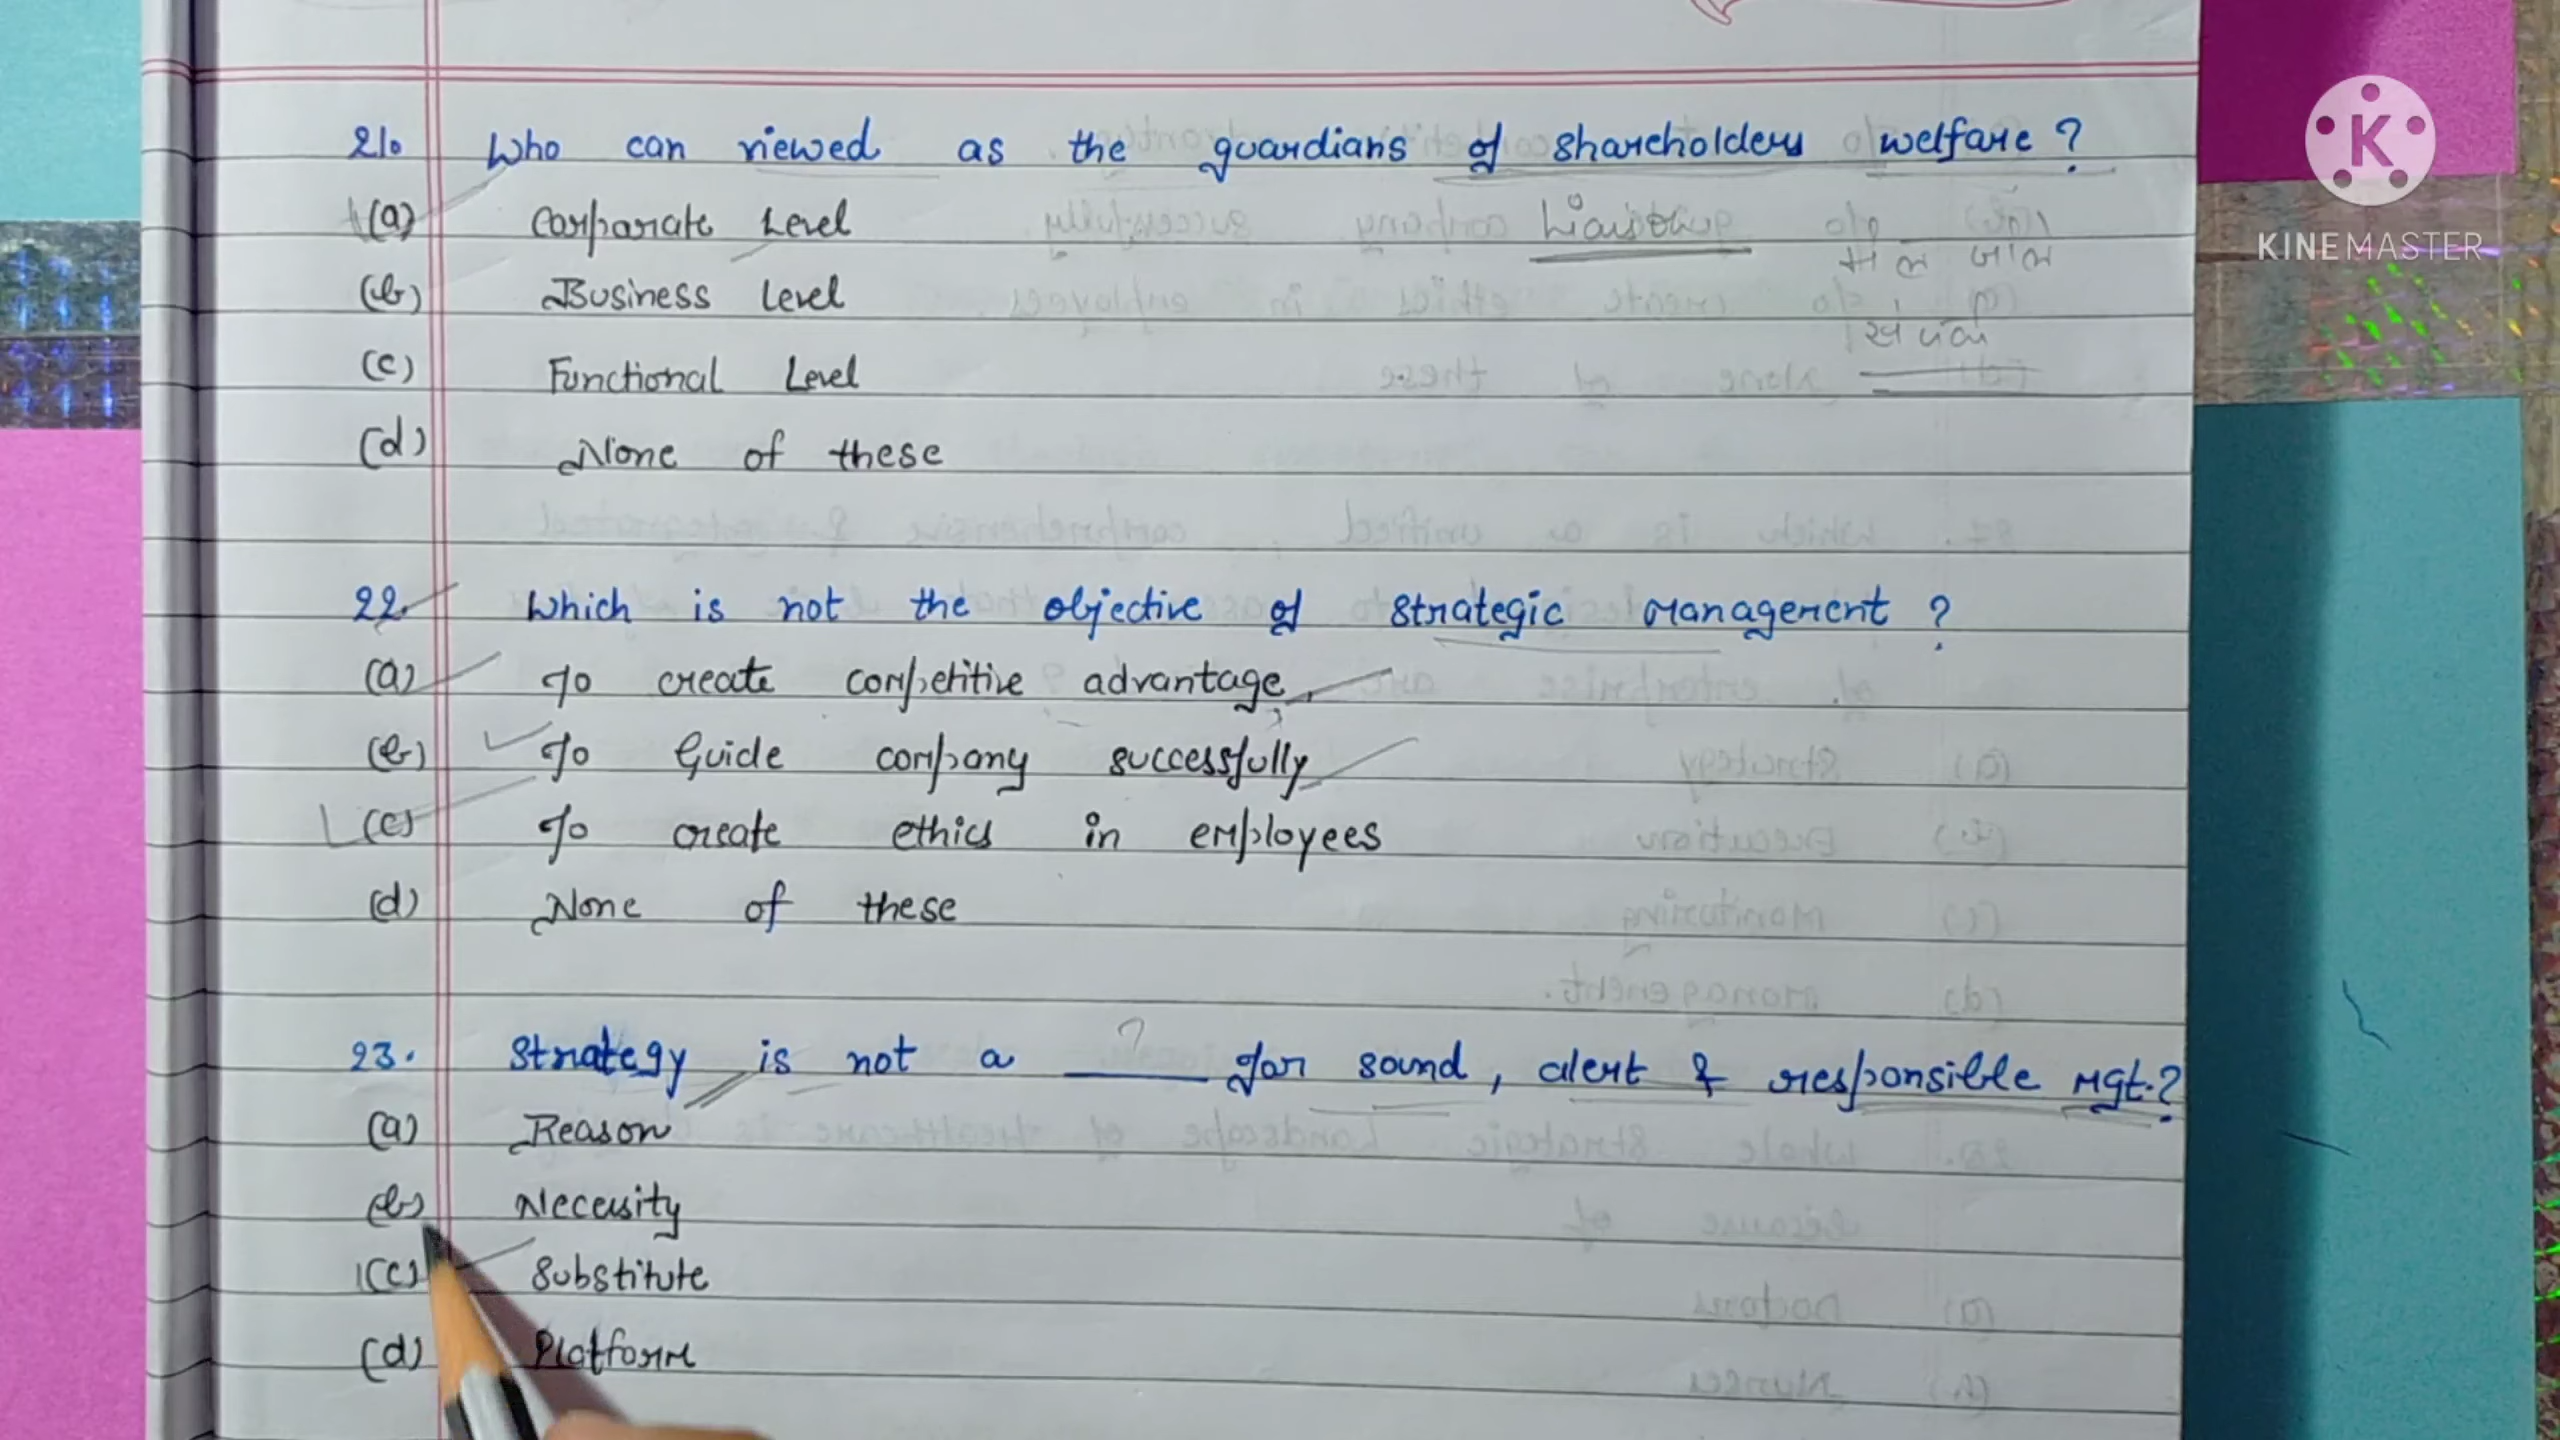 21. Who can viewed as the guardians of shareholders welfare ?
(a) Corporate Level
(b) Business Level
(c) Functional Level
(d) None of these
22. Which is not the objective of strategic management ?
(a) To create competitive advantage.
(b) To Guide company successfully
(c) To create ethics in employees
(d) None of these
23. Strategy is not a ______ for sound, alert & responsible Mgt.?
?
(a) Reason
(b) Necessity
(c) Substitute
(d) Platform
KINEMASTER